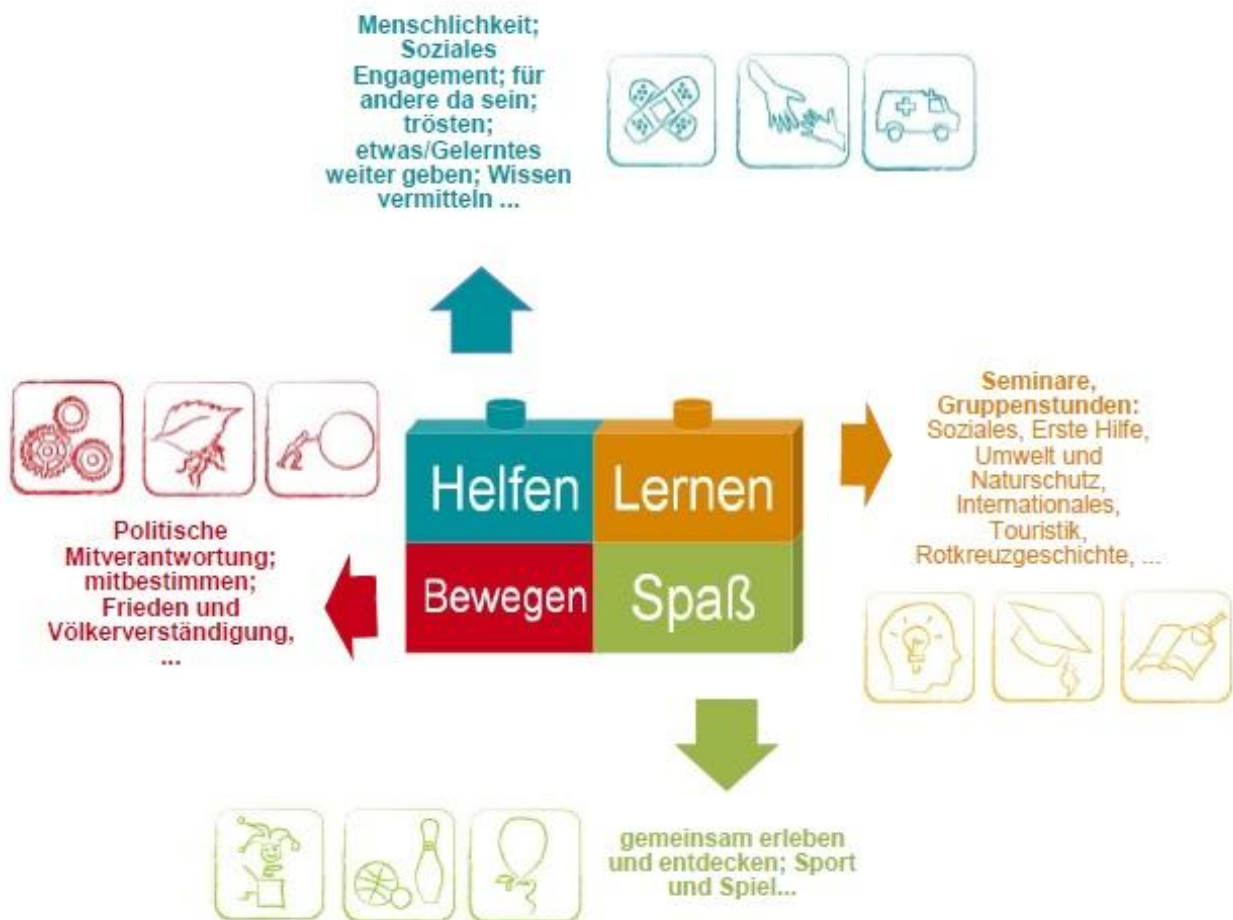 Menschlichkeit;
Soziales
Engagement; für
andere da sein;
trösten;
etwas/Gelerntes
weiter geben; Wissen
vermitteln ...
Helfen
Lernen
Bewegen
Spaß
Seminare,
Gruppenstunden:
Soziales, Erste Hilfe,
Umwelt und
Naturschutz,
Internationales,
Touristik,
Rotkreuzgeschichte, ...
Politische
Mitverantwortung;
mitbestimmen;
Frieden und
Völkerverständigung,
...
gemeinsam erleben
und entdecken; Sport
und Spiel...